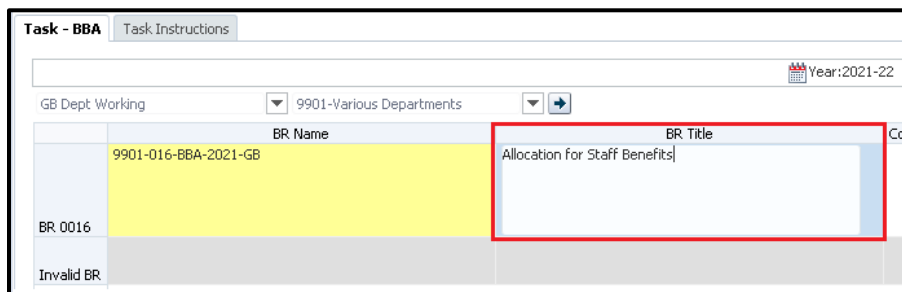 Task - BBA Task Instructions
Year:2021-22
GB Dept Working 9901-Various Departments
BR Name BR Title
9901-016-BBA-2021-GB Allocation for Staff Benefits
BR 0016
Invalid BR